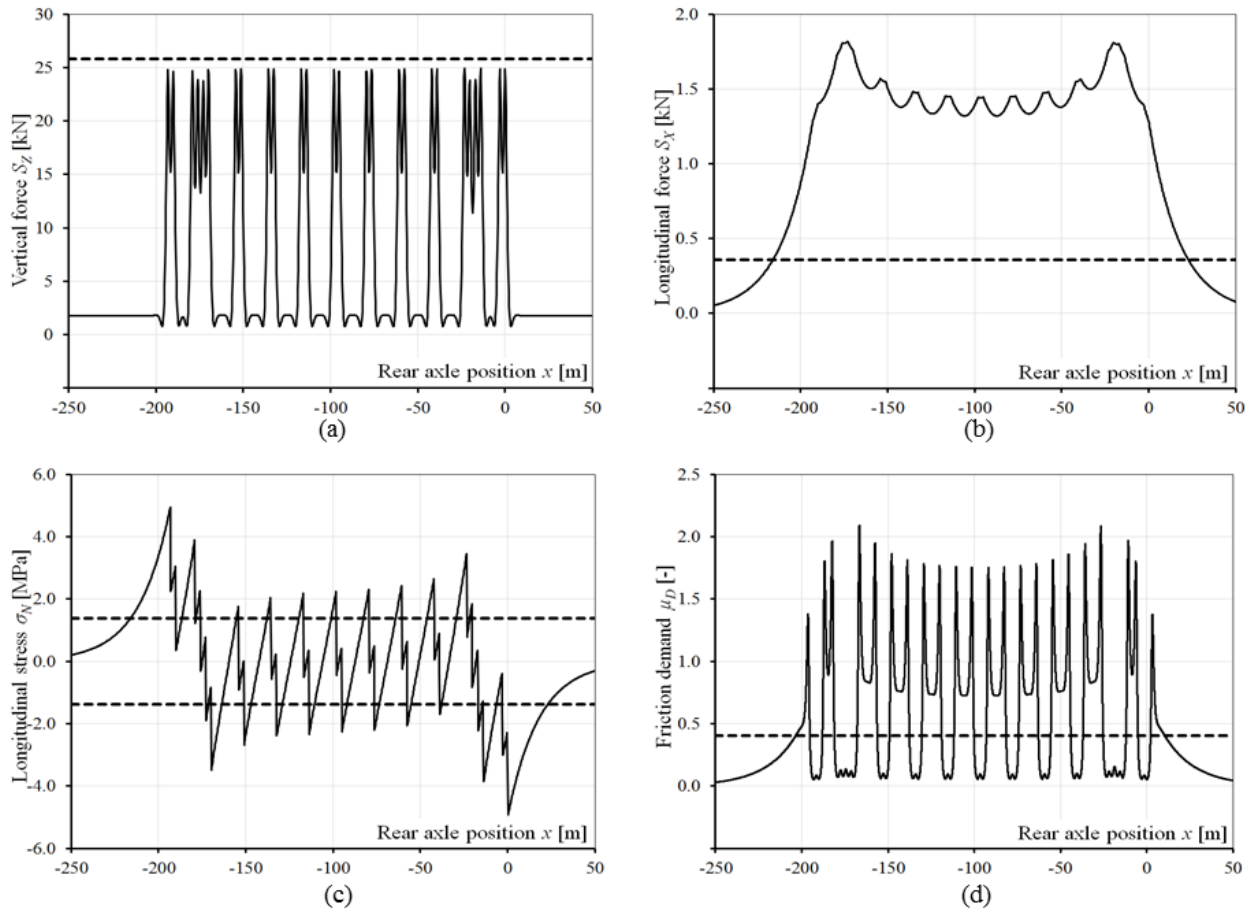 30
25
20
15
10
5
0
Vertical force S_Z [kN]
Rear axle position x [m]
-250 -200 -150 -100 -50 0 50
(a)
2.0
1.5
1.0
0.5
0.0
Longitudinal force S_X [kN]
Rear axle position x [m]
-250 -200 -150 -100 -50 0 50
(b)
6.0
4.0
2.0
0.0
-2.0
-4.0
-6.0
Longitudinal stress σ_N [MPa]
Rear axle position x [m]
-250 -200 -150 -100 -50 0 50
(c)
2.5
2.0
1.5
1.0
0.5
0.0
Friction demand μ_D [-]
Rear axle position x [m]
-250 -200 -150 -100 -50 0 50
(d)